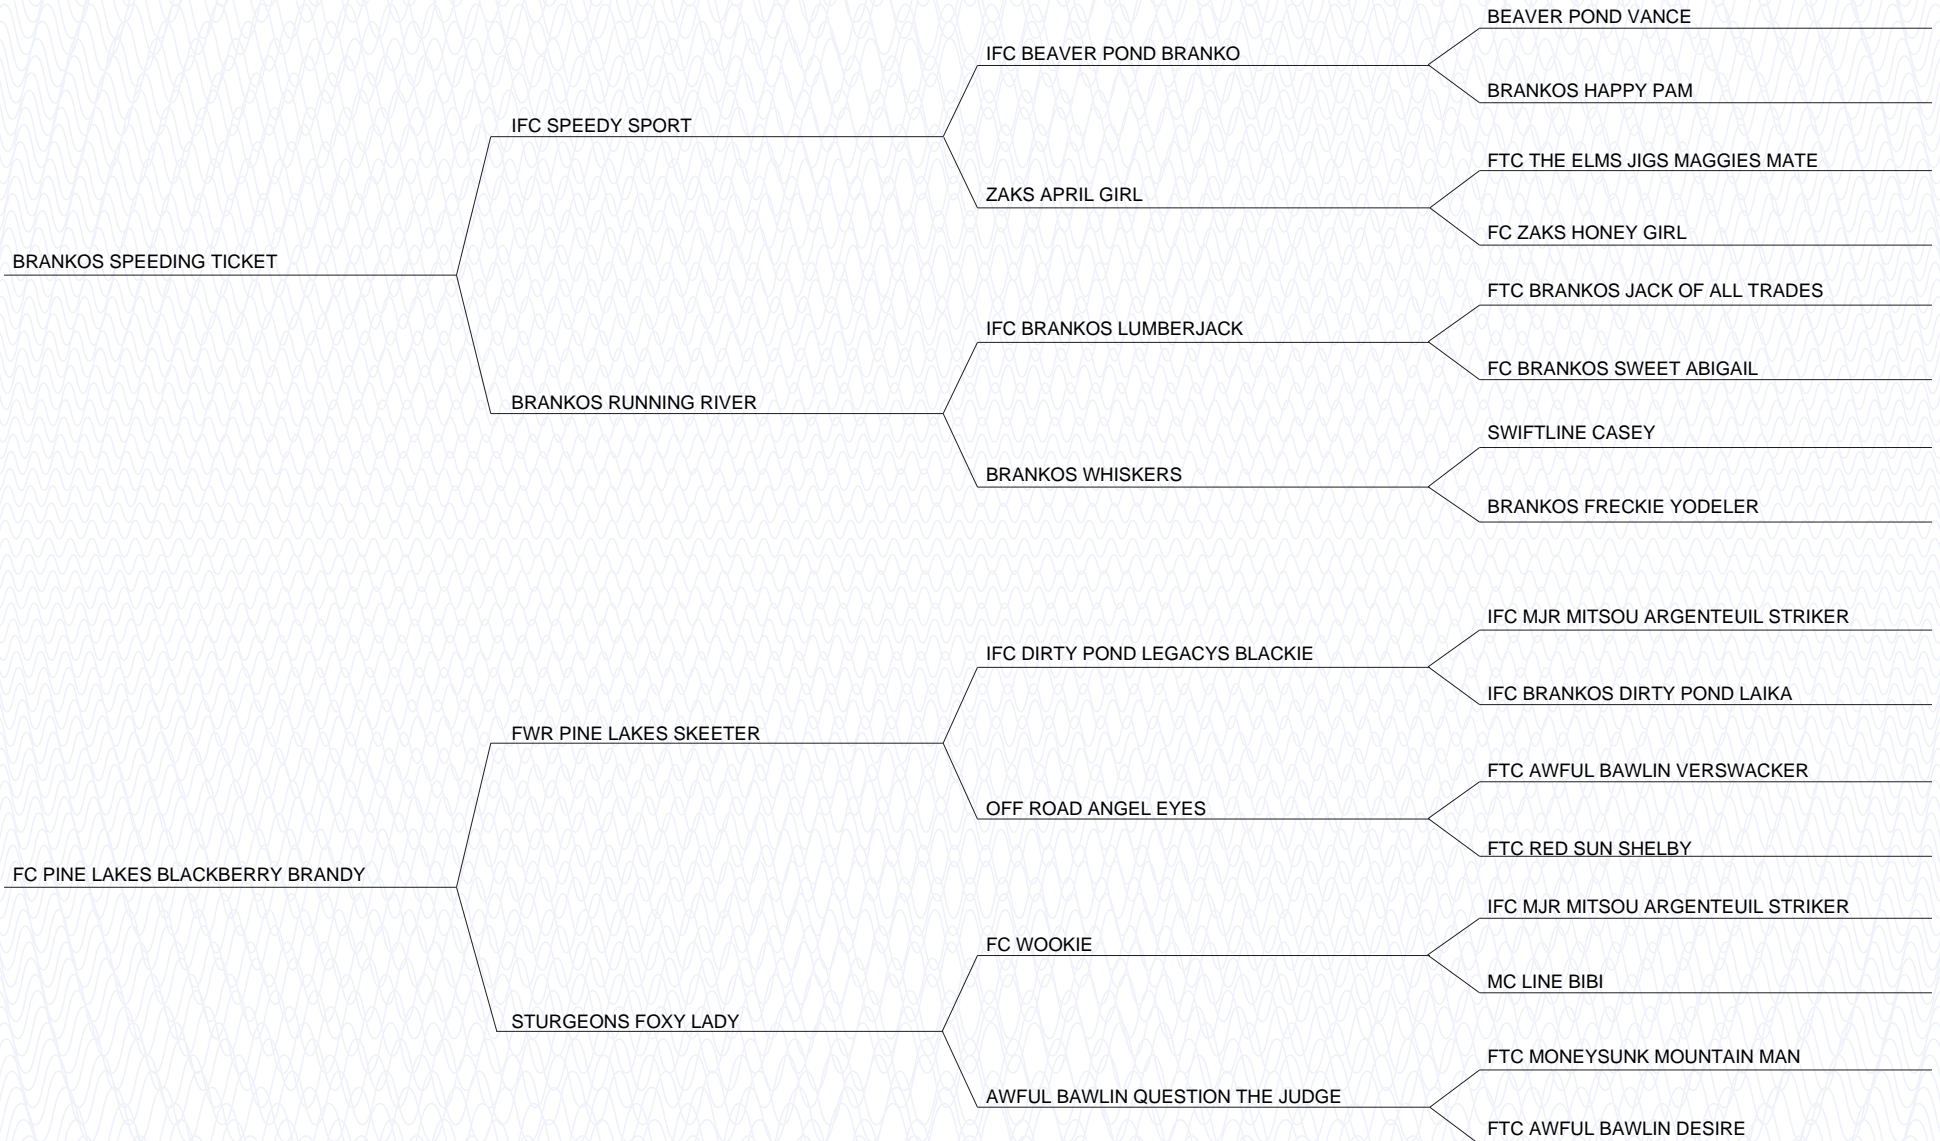 BEAVER POND VANCE
IFC BEAVER POND BRANKO
BRANKOS HAPPY PAM
IFC SPEEDY SPORT
FTC THE ELMS JIGS MAGGIES MATE
ZAKS APRIL GIRL
FC ZAKS HONEY GIRL
BRANKOS SPEEDING TICKET
FTC BRANKOS JACK OF ALL TRADES
IFC BRANKOS LUMBERJACK
FC BRANKOS SWEET ABIGAIL
BRANKOS RUNNING RIVER
SWIFTLINE CASEY
BRANKOS WHISKERS
BRANKOS FRECKIE YODELER
IFC MJR MITSOU ARGENTEUIL STRIKER
IFC DIRTY POND LEGACYS BLACKIE
IFC BRANKOS DIRTY POND LAIKA
FWR PINE LAKES SKEETER
FTC AWFUL BAWLIN VERSWACKER
OFF ROAD ANGEL EYES
FTC RED SUN SHELBY
FC PINE LAKES BLACKBERRY BRANDY
IFC MJR MITSOU ARGENTEUIL STRIKER
FC WOOKIE
MC LINE BIBI
STURGEONS FOXY LADY
FTC MONEYSUNK MOUNTAIN MAN
AWFUL BAWLIN QUESTION THE JUDGE
FTC AWFUL BAWLIN DESIRE